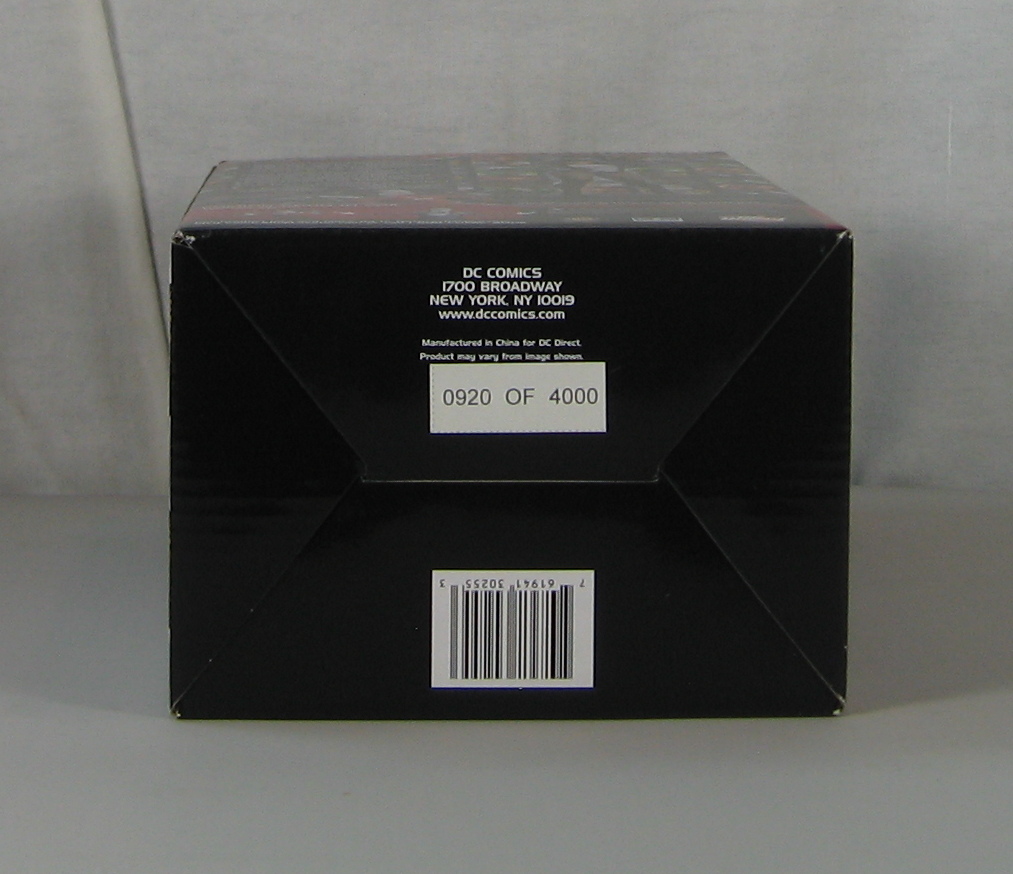 DC COMICS
1700 BROADWAY
NEW YORK, NY 10019
www.dccomics.com
Manufactured in China for DC Direct.
Product may vary from image shown.
0920 OF 4000
7 61941 30255 3